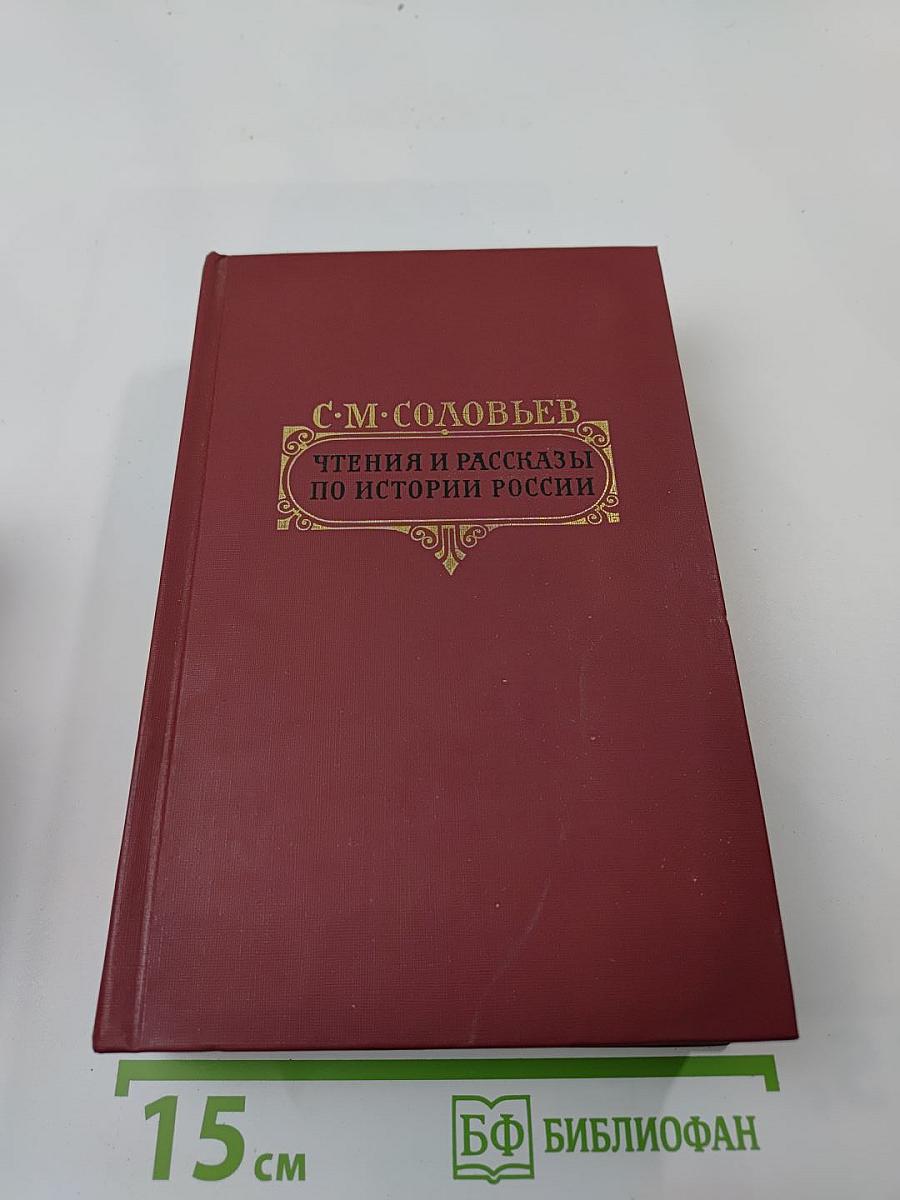 С·М·СОЛОВЬЕВ
ЧТЕНИЯ И РАССКАЗЫ
ПО ИСТОРИИ РОССИИ
15 см
БФ БИБЛИОФАН